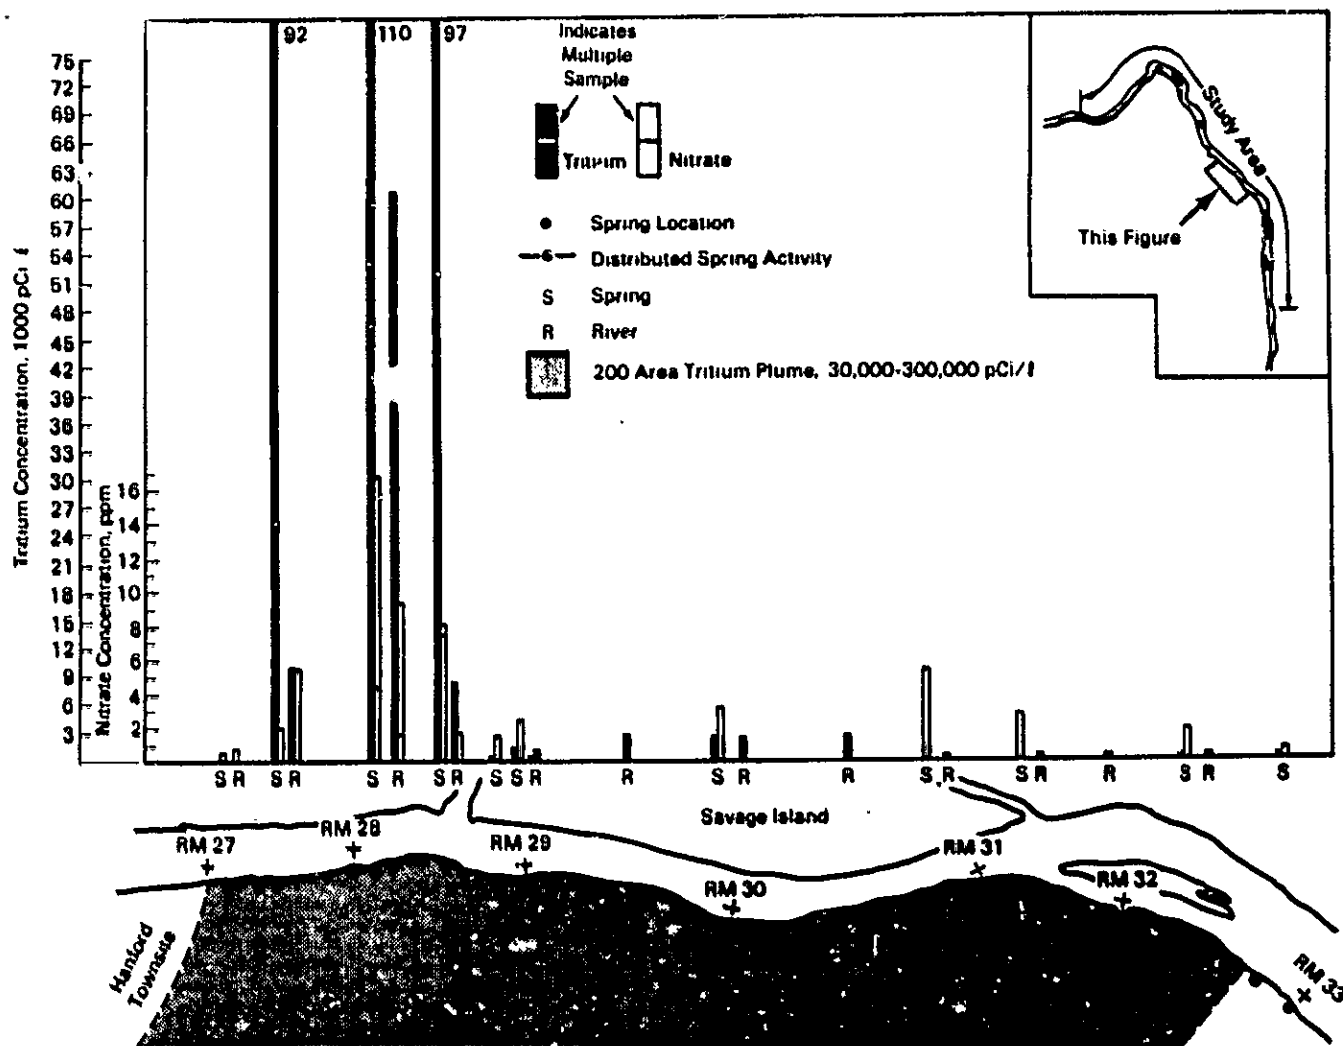 92
110
97
Indicates
Multiple
Sample
Tritium
Nitrate
Spring Location
S
Distributed Spring Activity
S
Spring
R
River
200 Area Tritium Plume, 30,000-300,000 pCi/ℓ
Study Area
This Figure
Tritium Concentration, 1000 pCi ℓ
75
72
69
66
63
60
57
54
51
48
45
42
39
36
33
30
27
24
21
18
15
12
9
6
3
Nitrate Concentration, ppm
16
14
12
10
8
6
4
2
S R S R S R S R S S R R S R R S R S R R S R S
Savage Island
RM 27
RM 28
RM 29
RM 30
RM 31
RM 32
RM 33
Hanford
Townsite